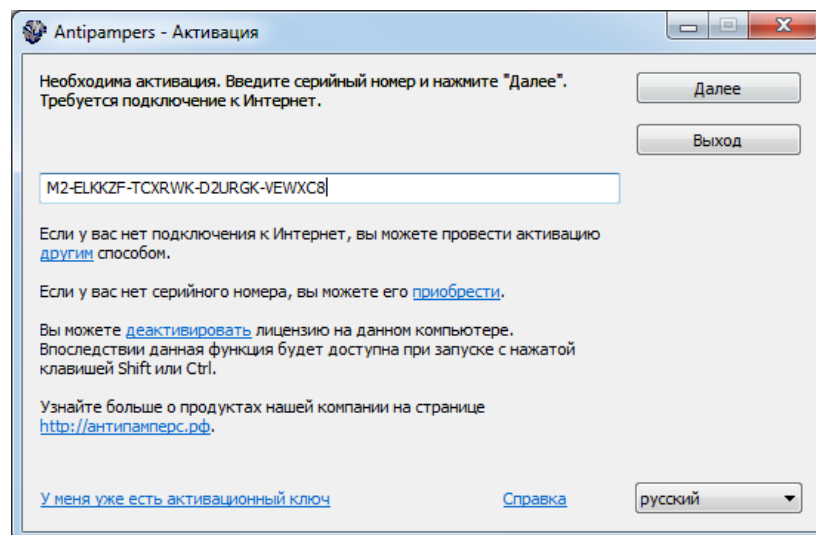 Antipampers - Активация
Необходима активация. Введите серийный номер и нажмите "Далее".
Требуется подключение к Интернет.
Далее
Выход
M2-ELKKZF-TCXRWK-D2URGK-VEWXC8
Если у вас нет подключения к Интернет, вы можете провести активацию
другим способом.
Если у вас нет серийного номера, вы можете его приобрести.
Вы можете деактивировать лицензию на данном компьютере.
Впоследствии данная функция будет доступна при запуске с нажатой
клавишей Shift или Ctrl.
Узнайте больше о продуктах нашей компании на странице
http://антипамперс.рф.
У меня уже есть активационный ключ
Справка
русский